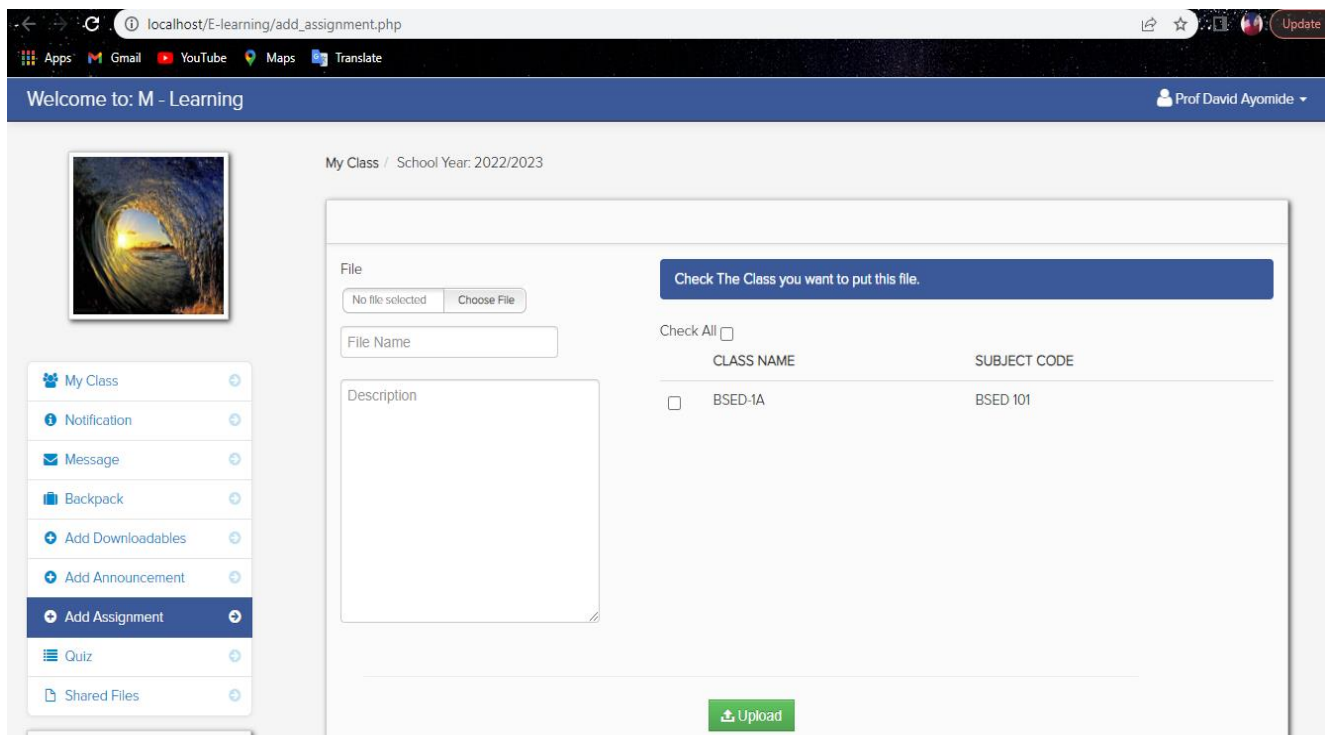 localhost/E-learning/add_assignment.php
Update
Apps Gmail YouTube Maps Translate
Welcome to: M - Learning
Prof David Ayomide
My Class / School Year: 2022/2023
File
No file selected Choose File
File Name
Description
Check The Class you want to put this file.
Check All
CLASS NAME SUBJECT CODE
BSED-1A BSED 101
My Class
Notification
Message
Backpack
Add Downloadables
Add Announcement
Add Assignment
Quiz
Shared Files
Upload